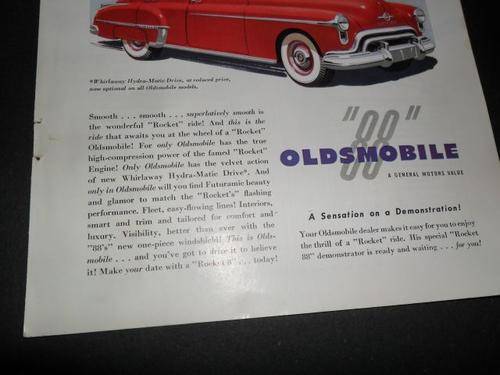 *Whirlaway Hydra-Matic Drive, at reduced price,
now optional on all Oldsmobile models.
Smooth . . . smooth . . . superlatively smooth is
the wonderful "Rocket" ride! And this is the
ride that awaits you at the wheel of a "Rocket"
Oldsmobile! For only Oldsmobile has the true
high-compression power of the famed "Rocket"
Engine! Only Oldsmobile has the velvet action
of new Whirlaway Hydra-Matic Drive*. And
only in Oldsmobile will you find Futuramic beauty
and glamor to match the "Rocket's" flashing
performance. Fleet, easy-flowing lines! Interiors,
smart and trim and tailored for comfort and
luxury. Visibility, better than ever with the
"88's" new one-piece windshield! This is Olds-
mobile . . . and you've got to drive it to believe
it! Make your date with a "Rocket 8" . . . today!
"88"
OLDSMOBILE
A GENERAL MOTORS VALUE
A Sensation on a Demonstration!
Your Oldsmobile dealer makes it easy for you to enjoy
the thrill of a "Rocket" ride. His special "Rocket
88" demonstrator is ready and waiting . . . for you!